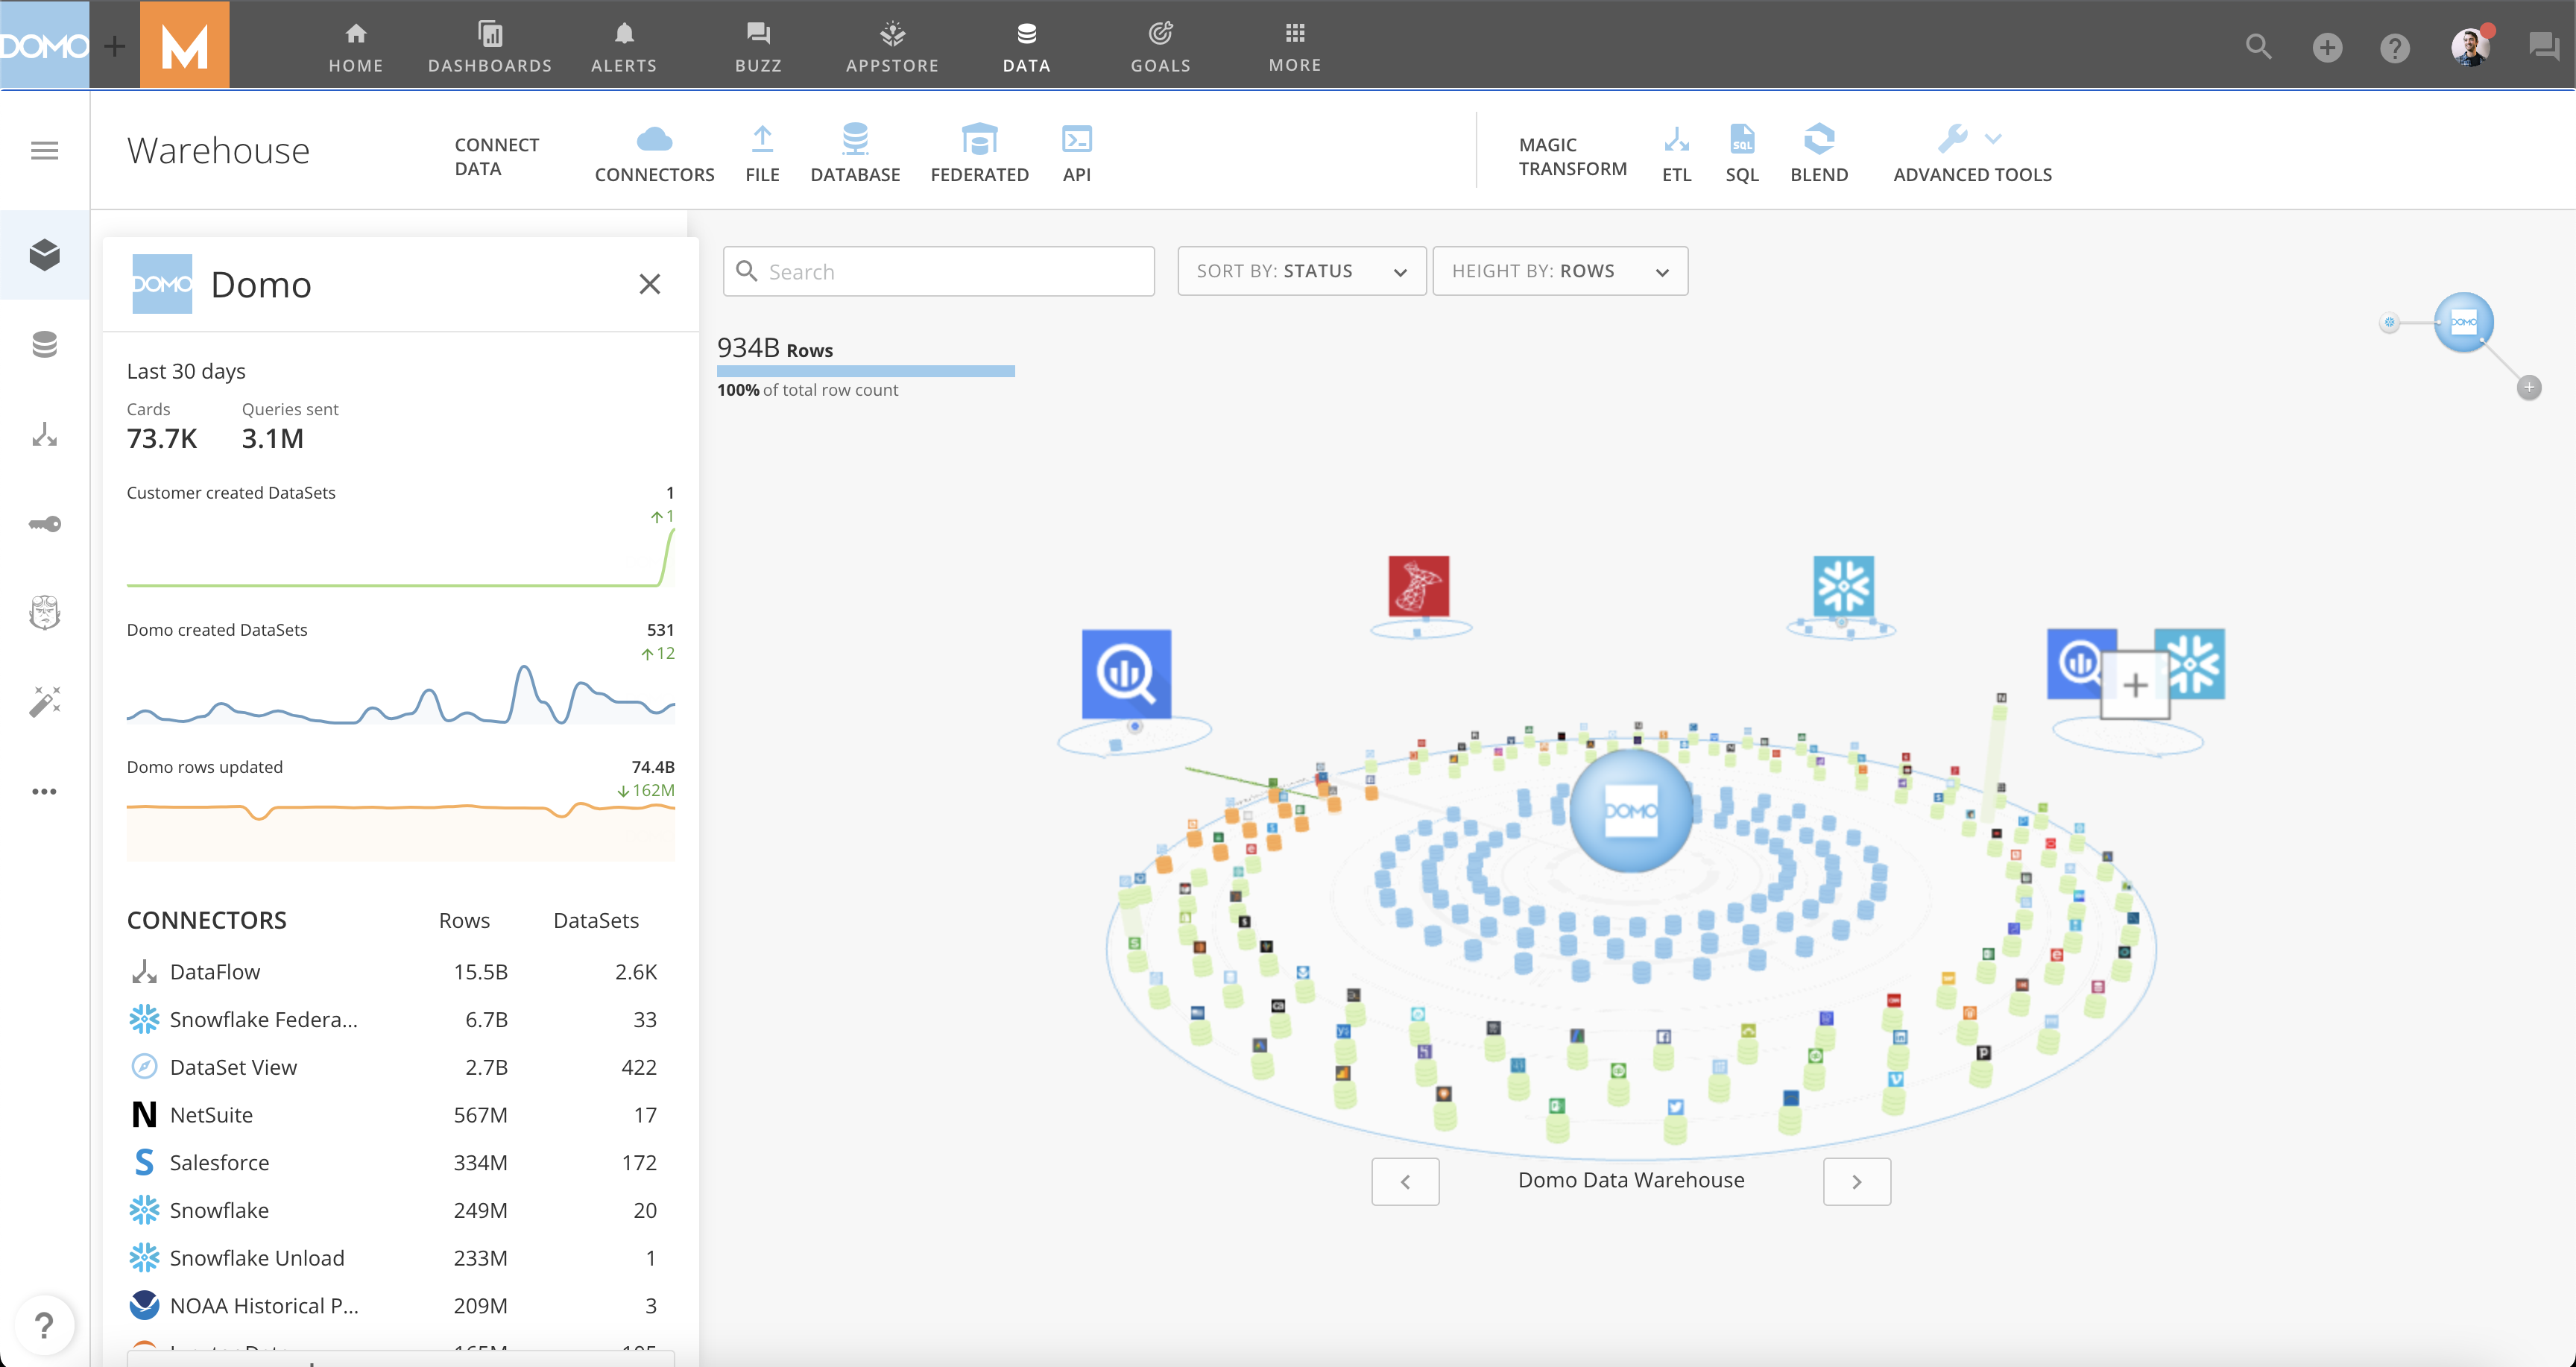 DOMO
M
HOME
DASHBOARDS
ALERTS
BUZZ
APPSTORE
DATA
GOALS
MORE
Warehouse
CONNECT
DATA
CONNECTORS
FILE
DATABASE
FEDERATED
API
MAGIC
TRANSFORM
ETL
SQL
SQL
BLEND
ADVANCED TOOLS
DOMO
Domo
Last 30 days
Cards
Queries sent
73.7K
3.1M
Customer created DataSets
1
1
Domo created DataSets
531
12
Domo rows updated
74.4B
162M
CONNECTORS Rows DataSets
DataFlow 15.5B 2.6K
Snowflake Federa... 6.7B 33
DataSet View 2.7B 422
N NetSuite 567M 17
S Salesforce 334M 172
Snowflake 249M 20
Snowflake Unload 233M 1
NOAA Historical P... 209M 3
Search
SORT BY: STATUS
HEIGHT BY: ROWS
934B Rows
100% of total row count
DOMO
DOMO
Domo Data Warehouse